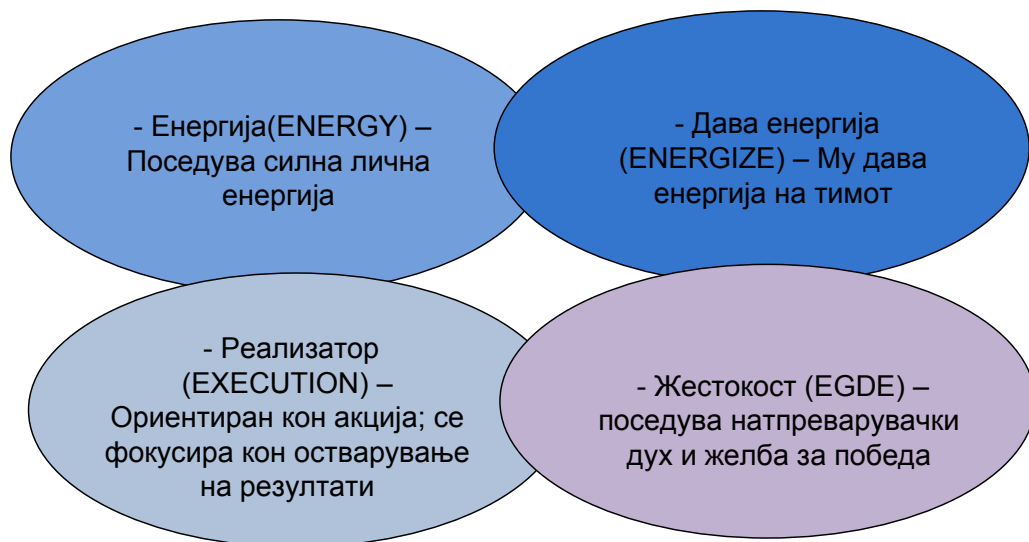 - Енергија(ENERGY) –
Поседува силна лична
енергија
- Дава енергија
(ENERGIZE) – Му дава
енергија на тимот
- Реализатор
(EXECUTION) –
Ориентиран кон акција; се
фокусира кон остварување
на резултати
- Жестокост (EGDE) –
поседува натпреварувачки
дух и желба за победа